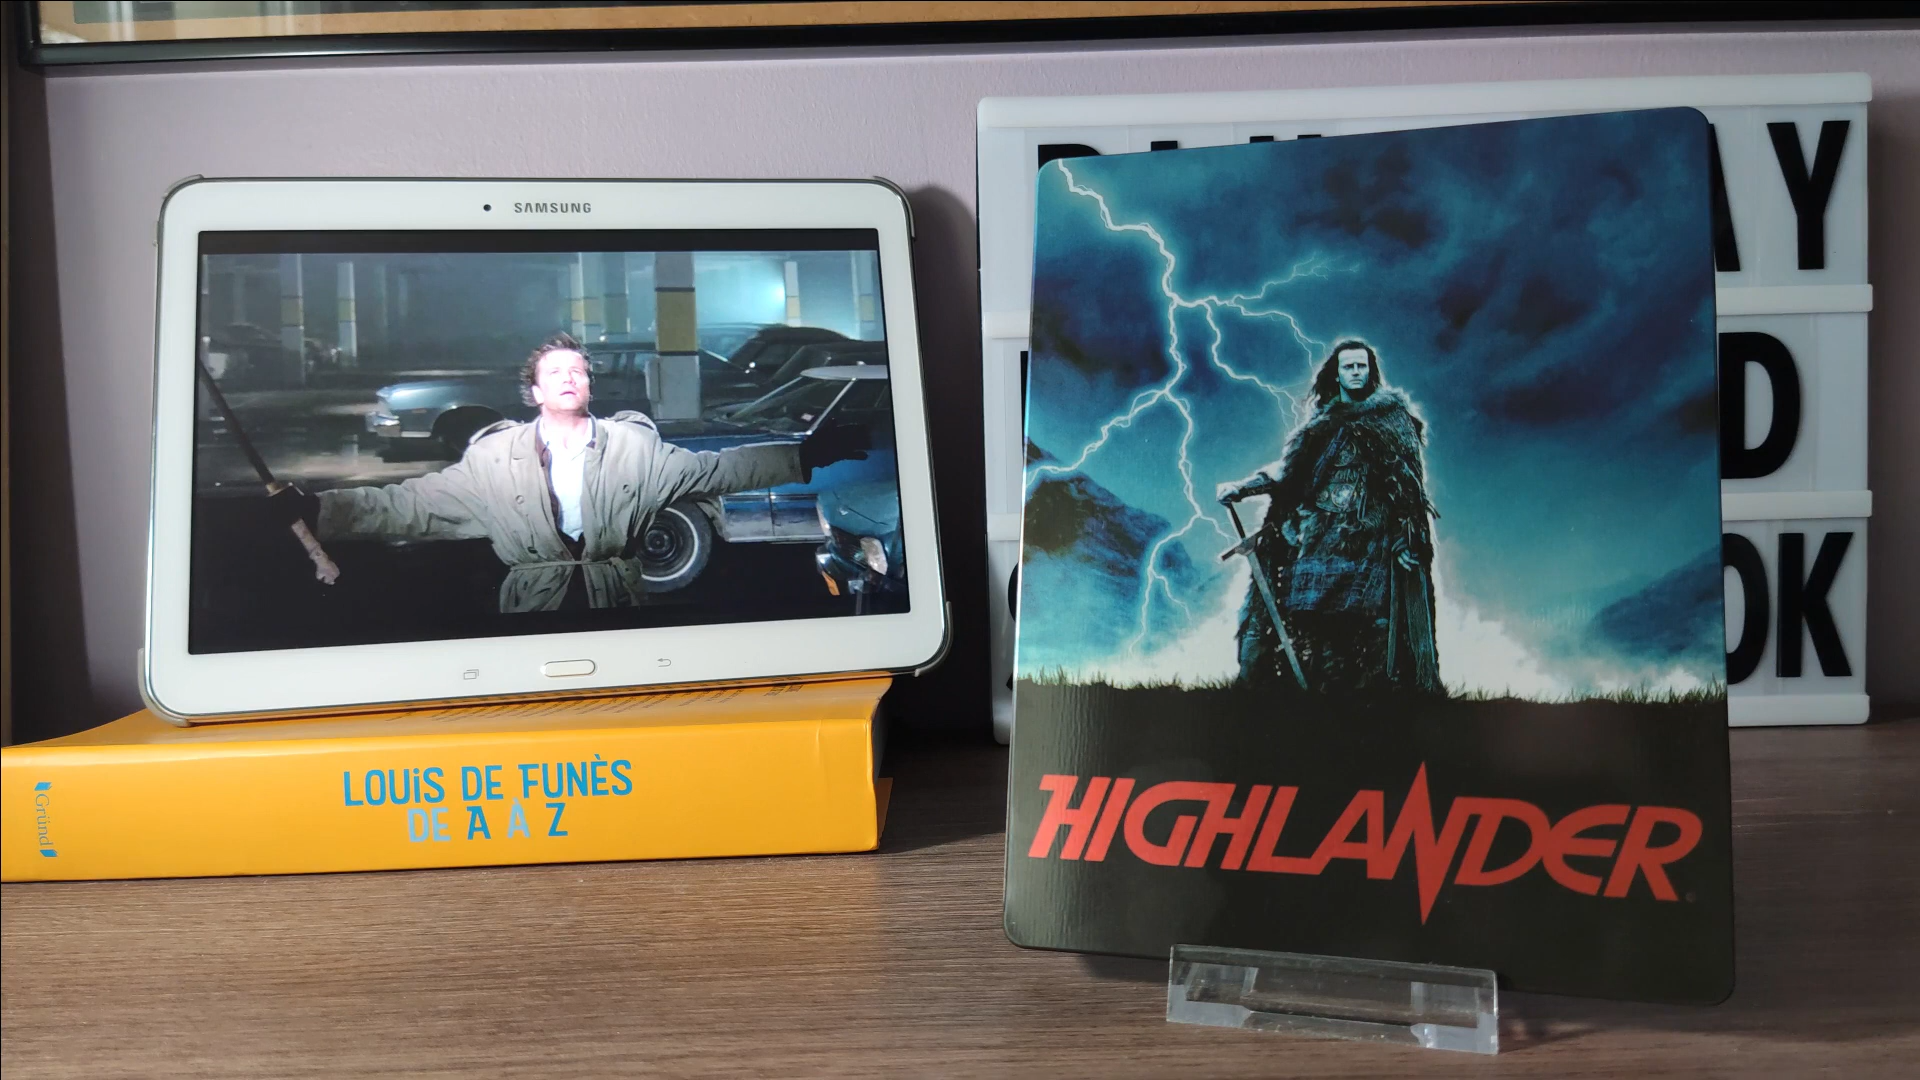 SAMSUNG
LOUiS DE FUNÈS
DE A À Z
Gründ
HIGHLANDER
AY
D
OK